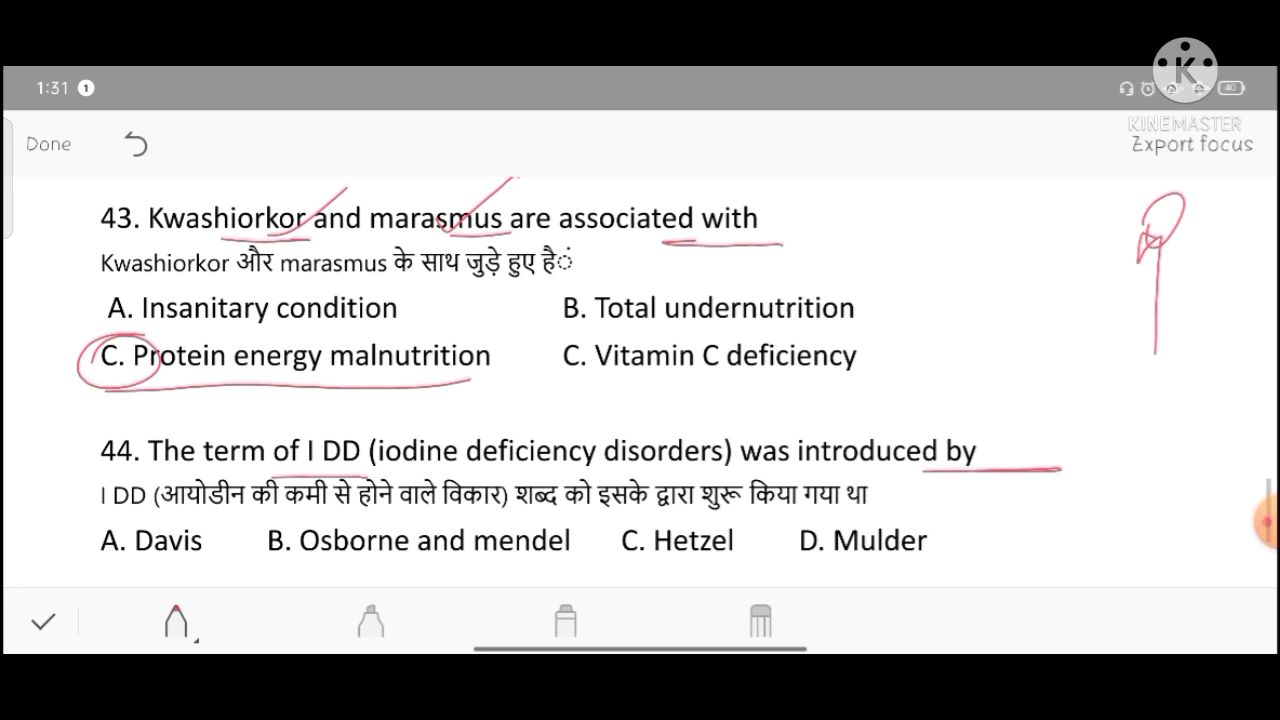 1:31 1
40
KINEMASTER
Done
Export focus
43. Kwashiorkor and marasmus are associated with
Kwashiorkor और marasmus के साथ जुड़े हुए हैं
A. Insanitary condition B. Total undernutrition
C. Protein energy malnutrition C. Vitamin C deficiency
44. The term of I DD (iodine deficiency disorders) was introduced by
I DD (आयोडीन की कमी से होने वाले विकार) शब्द को इसके द्वारा शुरू किया गया था
A. Davis B. Osborne and mendel C. Hetzel D. Mulder